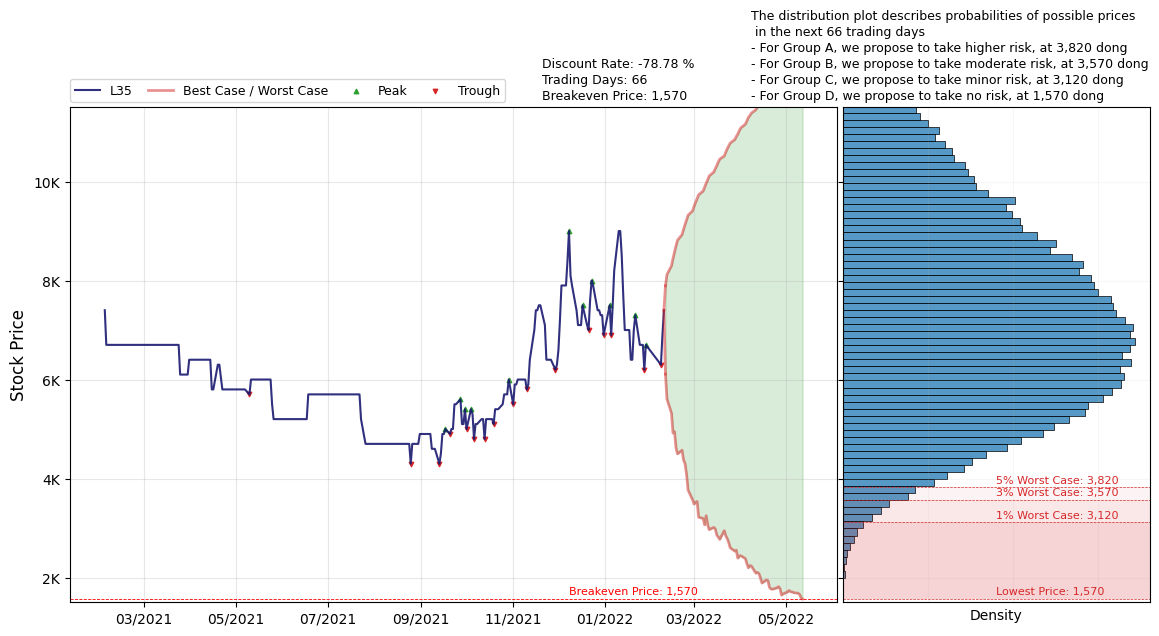 The distribution plot describes probabilities of possible prices
in the next 66 trading days
- For Group A, we propose to take higher risk, at 3,820 dong
- For Group B, we propose to take moderate risk, at 3,570 dong
- For Group C, we propose to take minor risk, at 3,120 dong
- For Group D, we propose to take no risk, at 1,570 dong
Discount Rate: -78.78 %
Trading Days: 66
Breakeven Price: 1,570
L35
Best Case / Worst Case
Peak
Trough
Stock Price
10K
8K
6K
4K
2K
Breakeven Price: 1,570
03/2021
05/2021
07/2021
09/2021
11/2021
01/2022
03/2022
05/2022
5% Worst Case: 3,820
3% Worst Case: 3,570
1% Worst Case: 3,120
Lowest Price: 1,570
Density